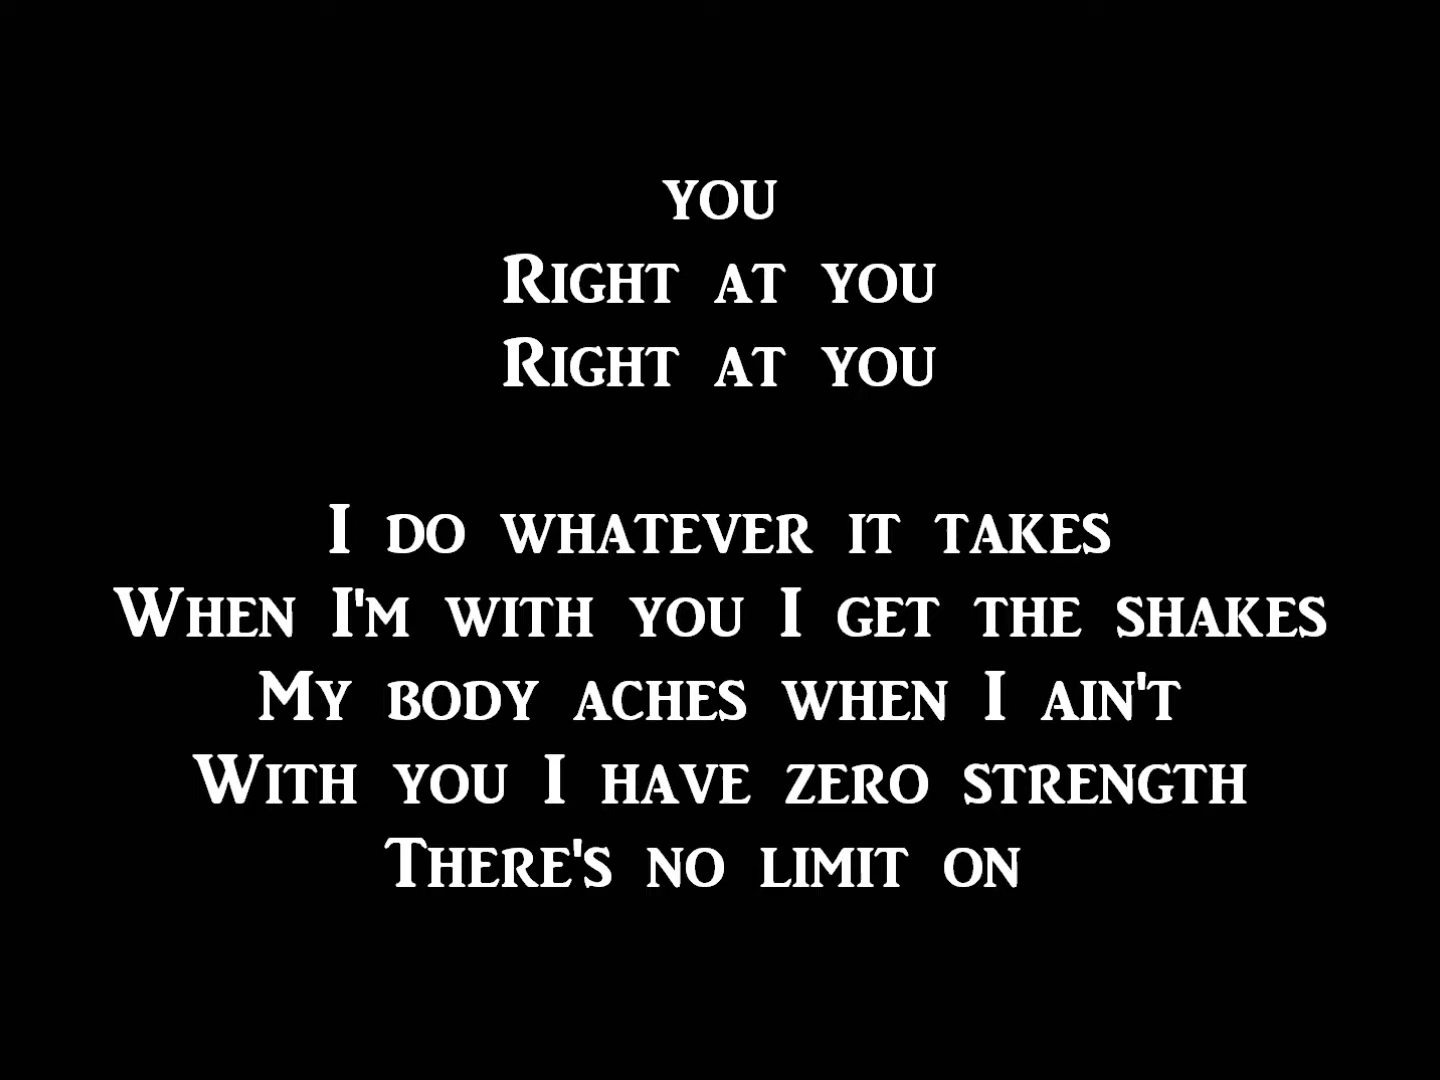 you
Right at you
Right at you
I do whatever it takes
When I'm with you I get the shakes
My body aches when I ain't
With you I have zero strength
There's no limit on